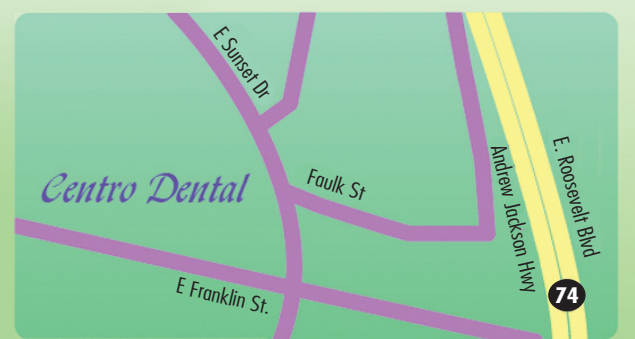 E Sunset Dr
Centro Dental
Faulk St
Andrew Jackson Hwy
E. Roosevelt Blvd
E Franklin St.
74